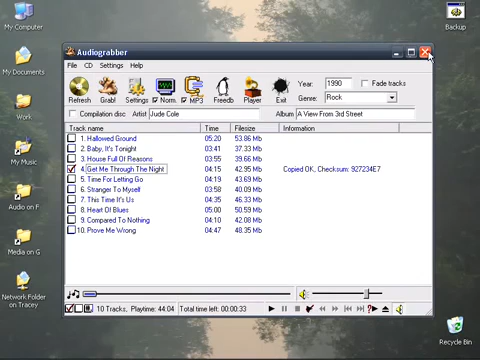 My Computer
My Documents
Work
My Music
Audio on F
Media on G
Network Folder
on Tracey
Backup
Recycle Bin
Audiograbber
File CD Settings Help
Refresh Grab! Settings Norm. MP3 Freedb Player Exit
Year: 1990 Fade tracks
Genre: Rock
Compilation disc Artist Jude Cole Album A View From 3rd Street
Track name Time Filesize Information
1. Hallowed Ground 05:20 53.86 Mb
2. Baby, It's Tonight 03:41 37.33 Mb
3. House Full Of Reasons 03:55 39.66 Mb
4. Get Me Through The Night 04:15 42.95 Mb Copied OK, Checksum: 927234E7
5. Time For Letting Go 04:19 43.69 Mb
6. Stranger To Myself 03:58 40.09 Mb
7. This Time It's Us 04:35 46.33 Mb
8. Heart Of Blues 05:00 50.59 Mb
9. Compared To Nothing 04:10 42.08 Mb
10. Prove Me Wrong 04:47 48.35 Mb
10 Tracks, Playtime: 44:04 Total time left: 00:00:33